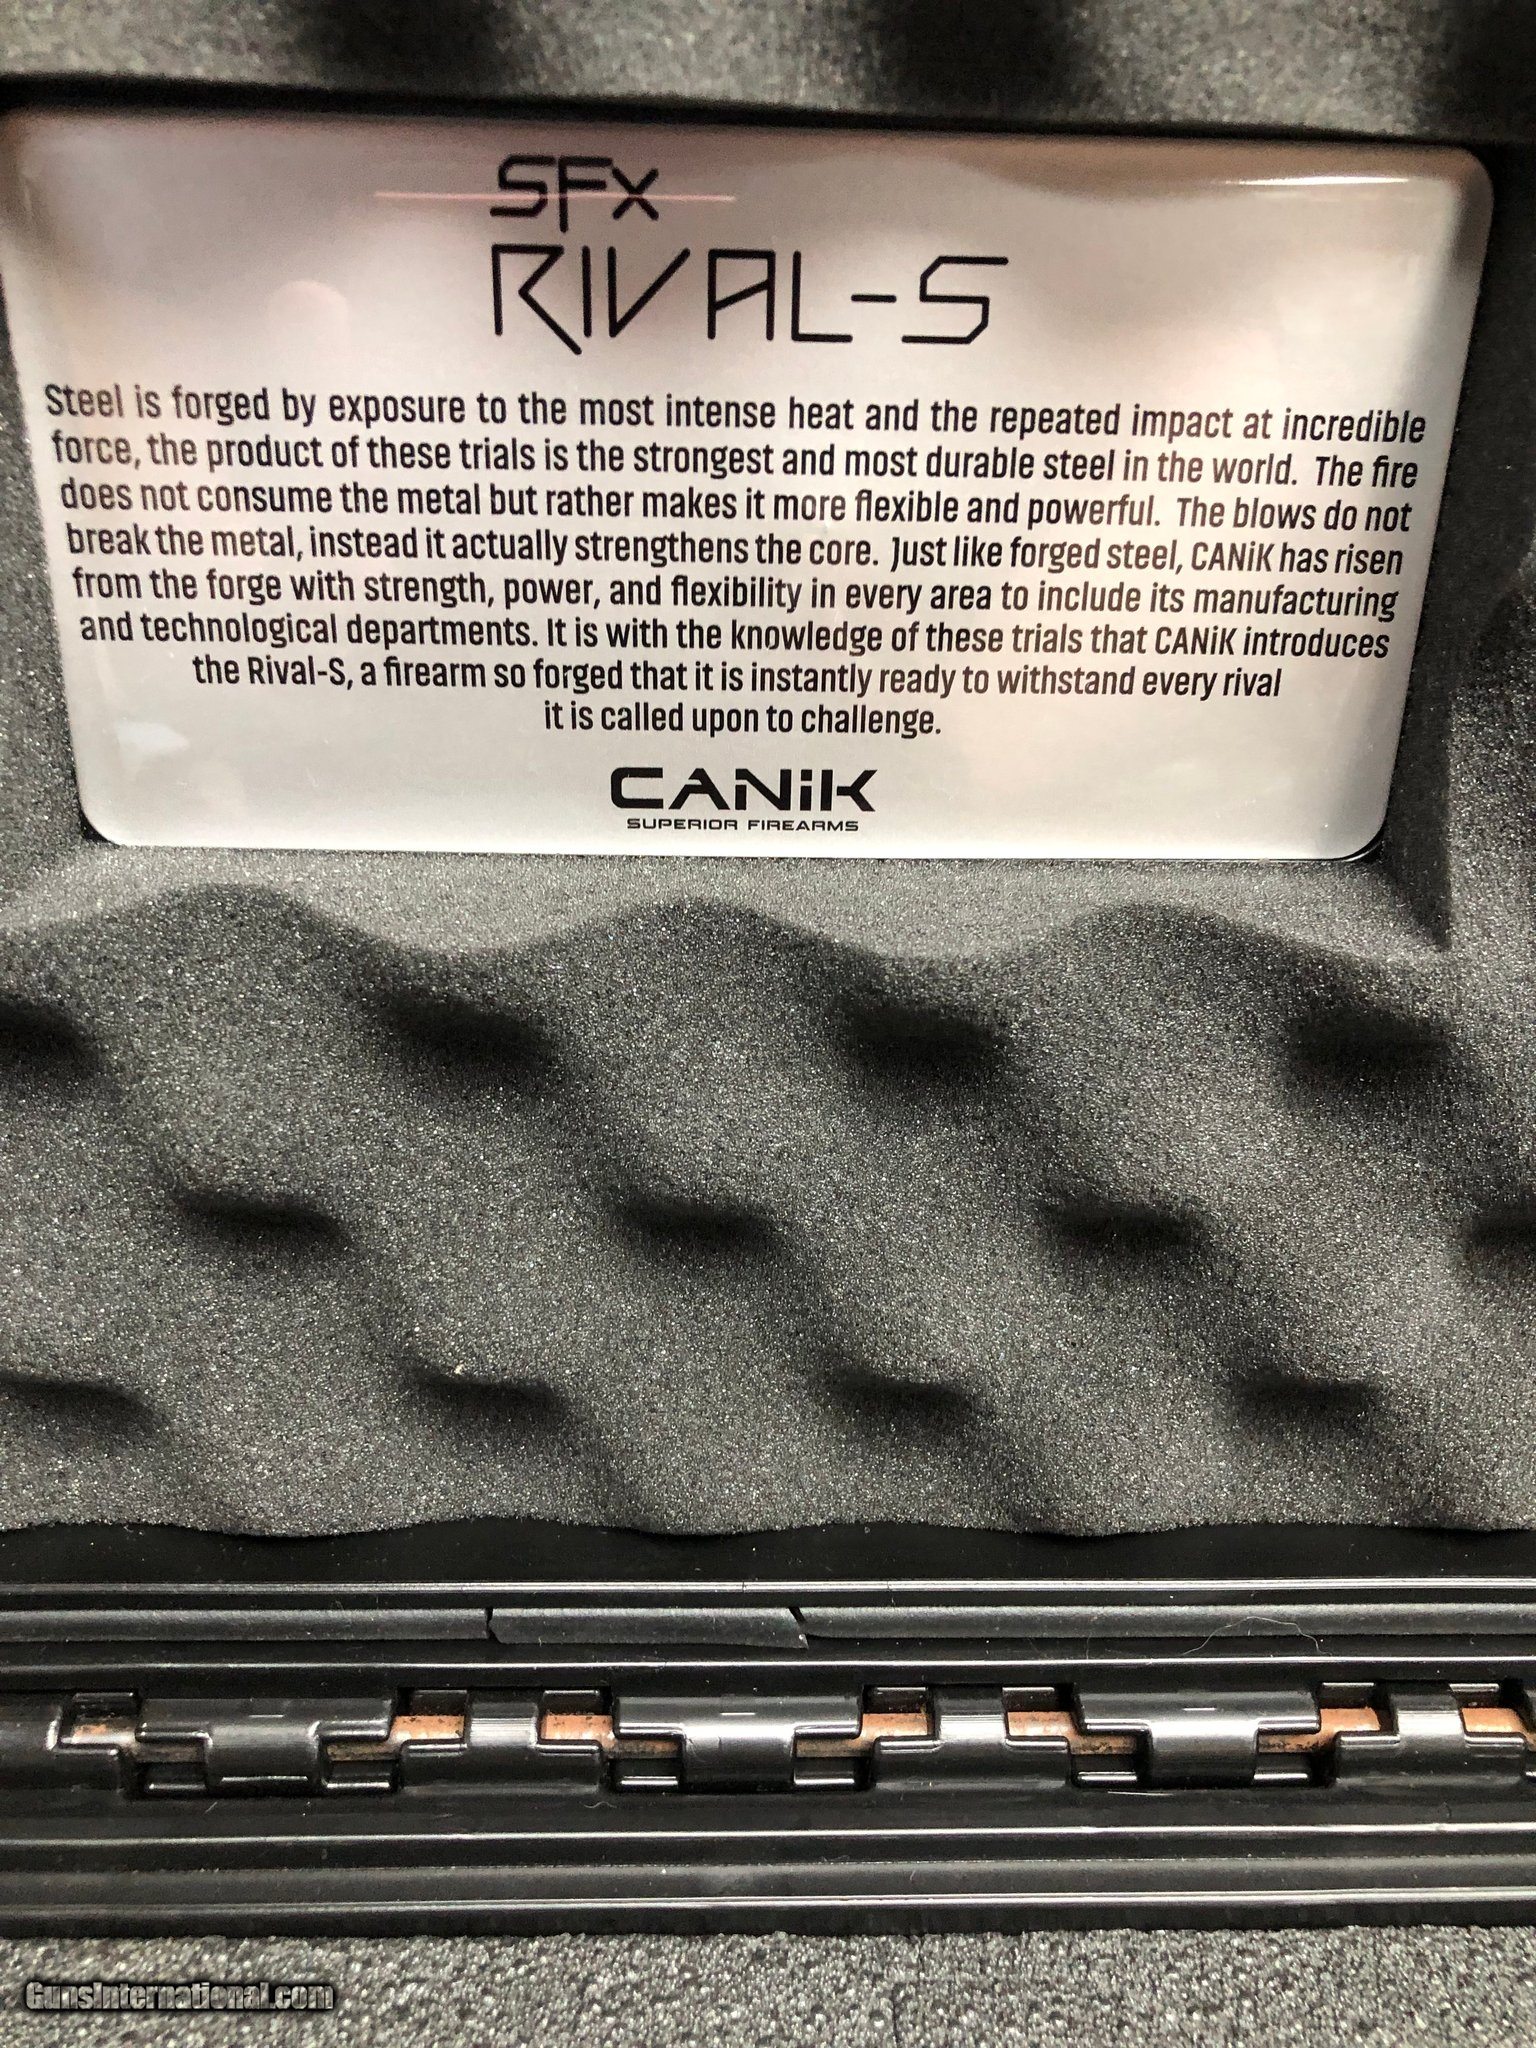 SFx
RIVAL-S
Steel is forged by exposure to the most intense heat and the repeated impact at incredible
force, the product of these trials is the strongest and most durable steel in the world. The fire
does not consume the metal but rather makes it more flexible and powerful. The blows do not
break the metal, instead it actually strengthens the core. Just like forged steel, CANiK has risen
from the forge with strength, power, and flexibility in every area to include its manufacturing
and technological departments. It is with the knowledge of these trials that CANiK introduces
the Rival-S, a firearm so forged that it is instantly ready to withstand every rival
it is called upon to challenge.
CANiK
SUPERIOR FIREARMS
GunsInternational.com